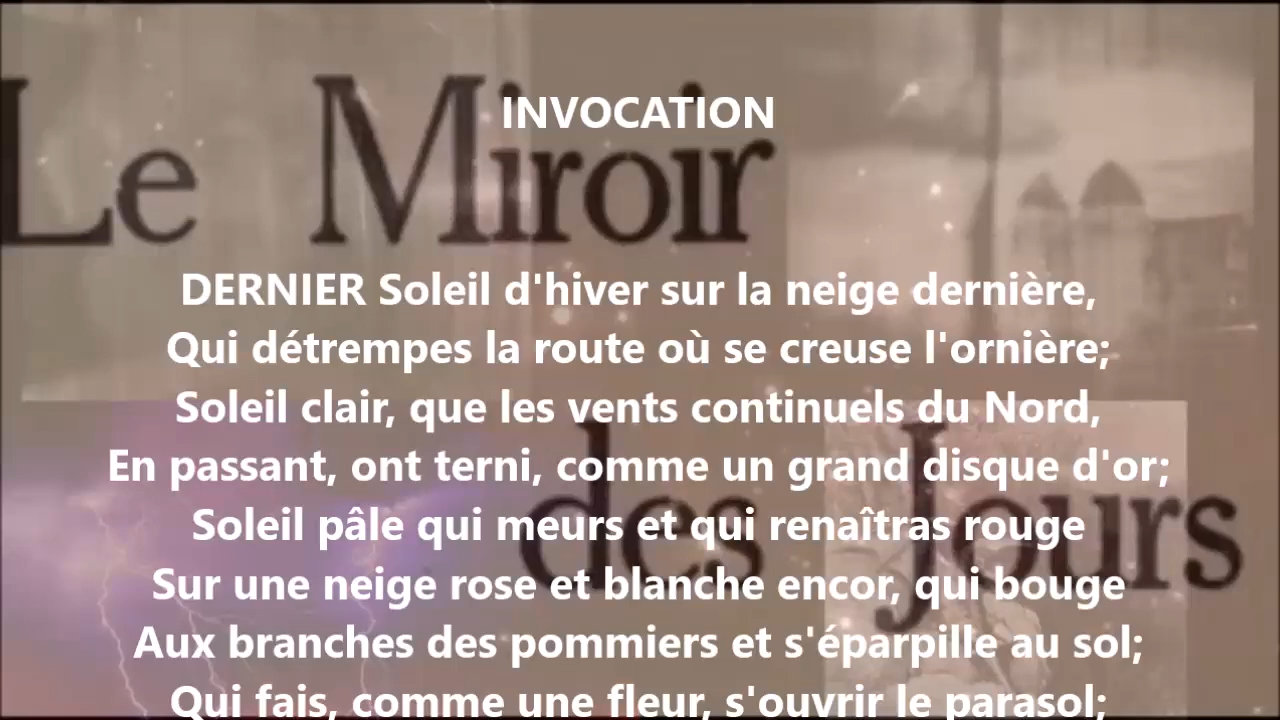 Le Miroir
des Jours
INVOCATION
DERNIER Soleil d'hiver sur la neige dernière,
Qui détrempes la route où se creuse l'ornière;
Soleil clair, que les vents continuels du Nord,
En passant, ont terni, comme un grand disque d'or;
Soleil pâle qui meurs et qui renaîtras rouge
Sur une neige rose et blanche encor, qui bouge
Aux branches des pommiers et s'éparpille au sol;
Qui fais, comme une fleur, s'ouvrir le parasol;